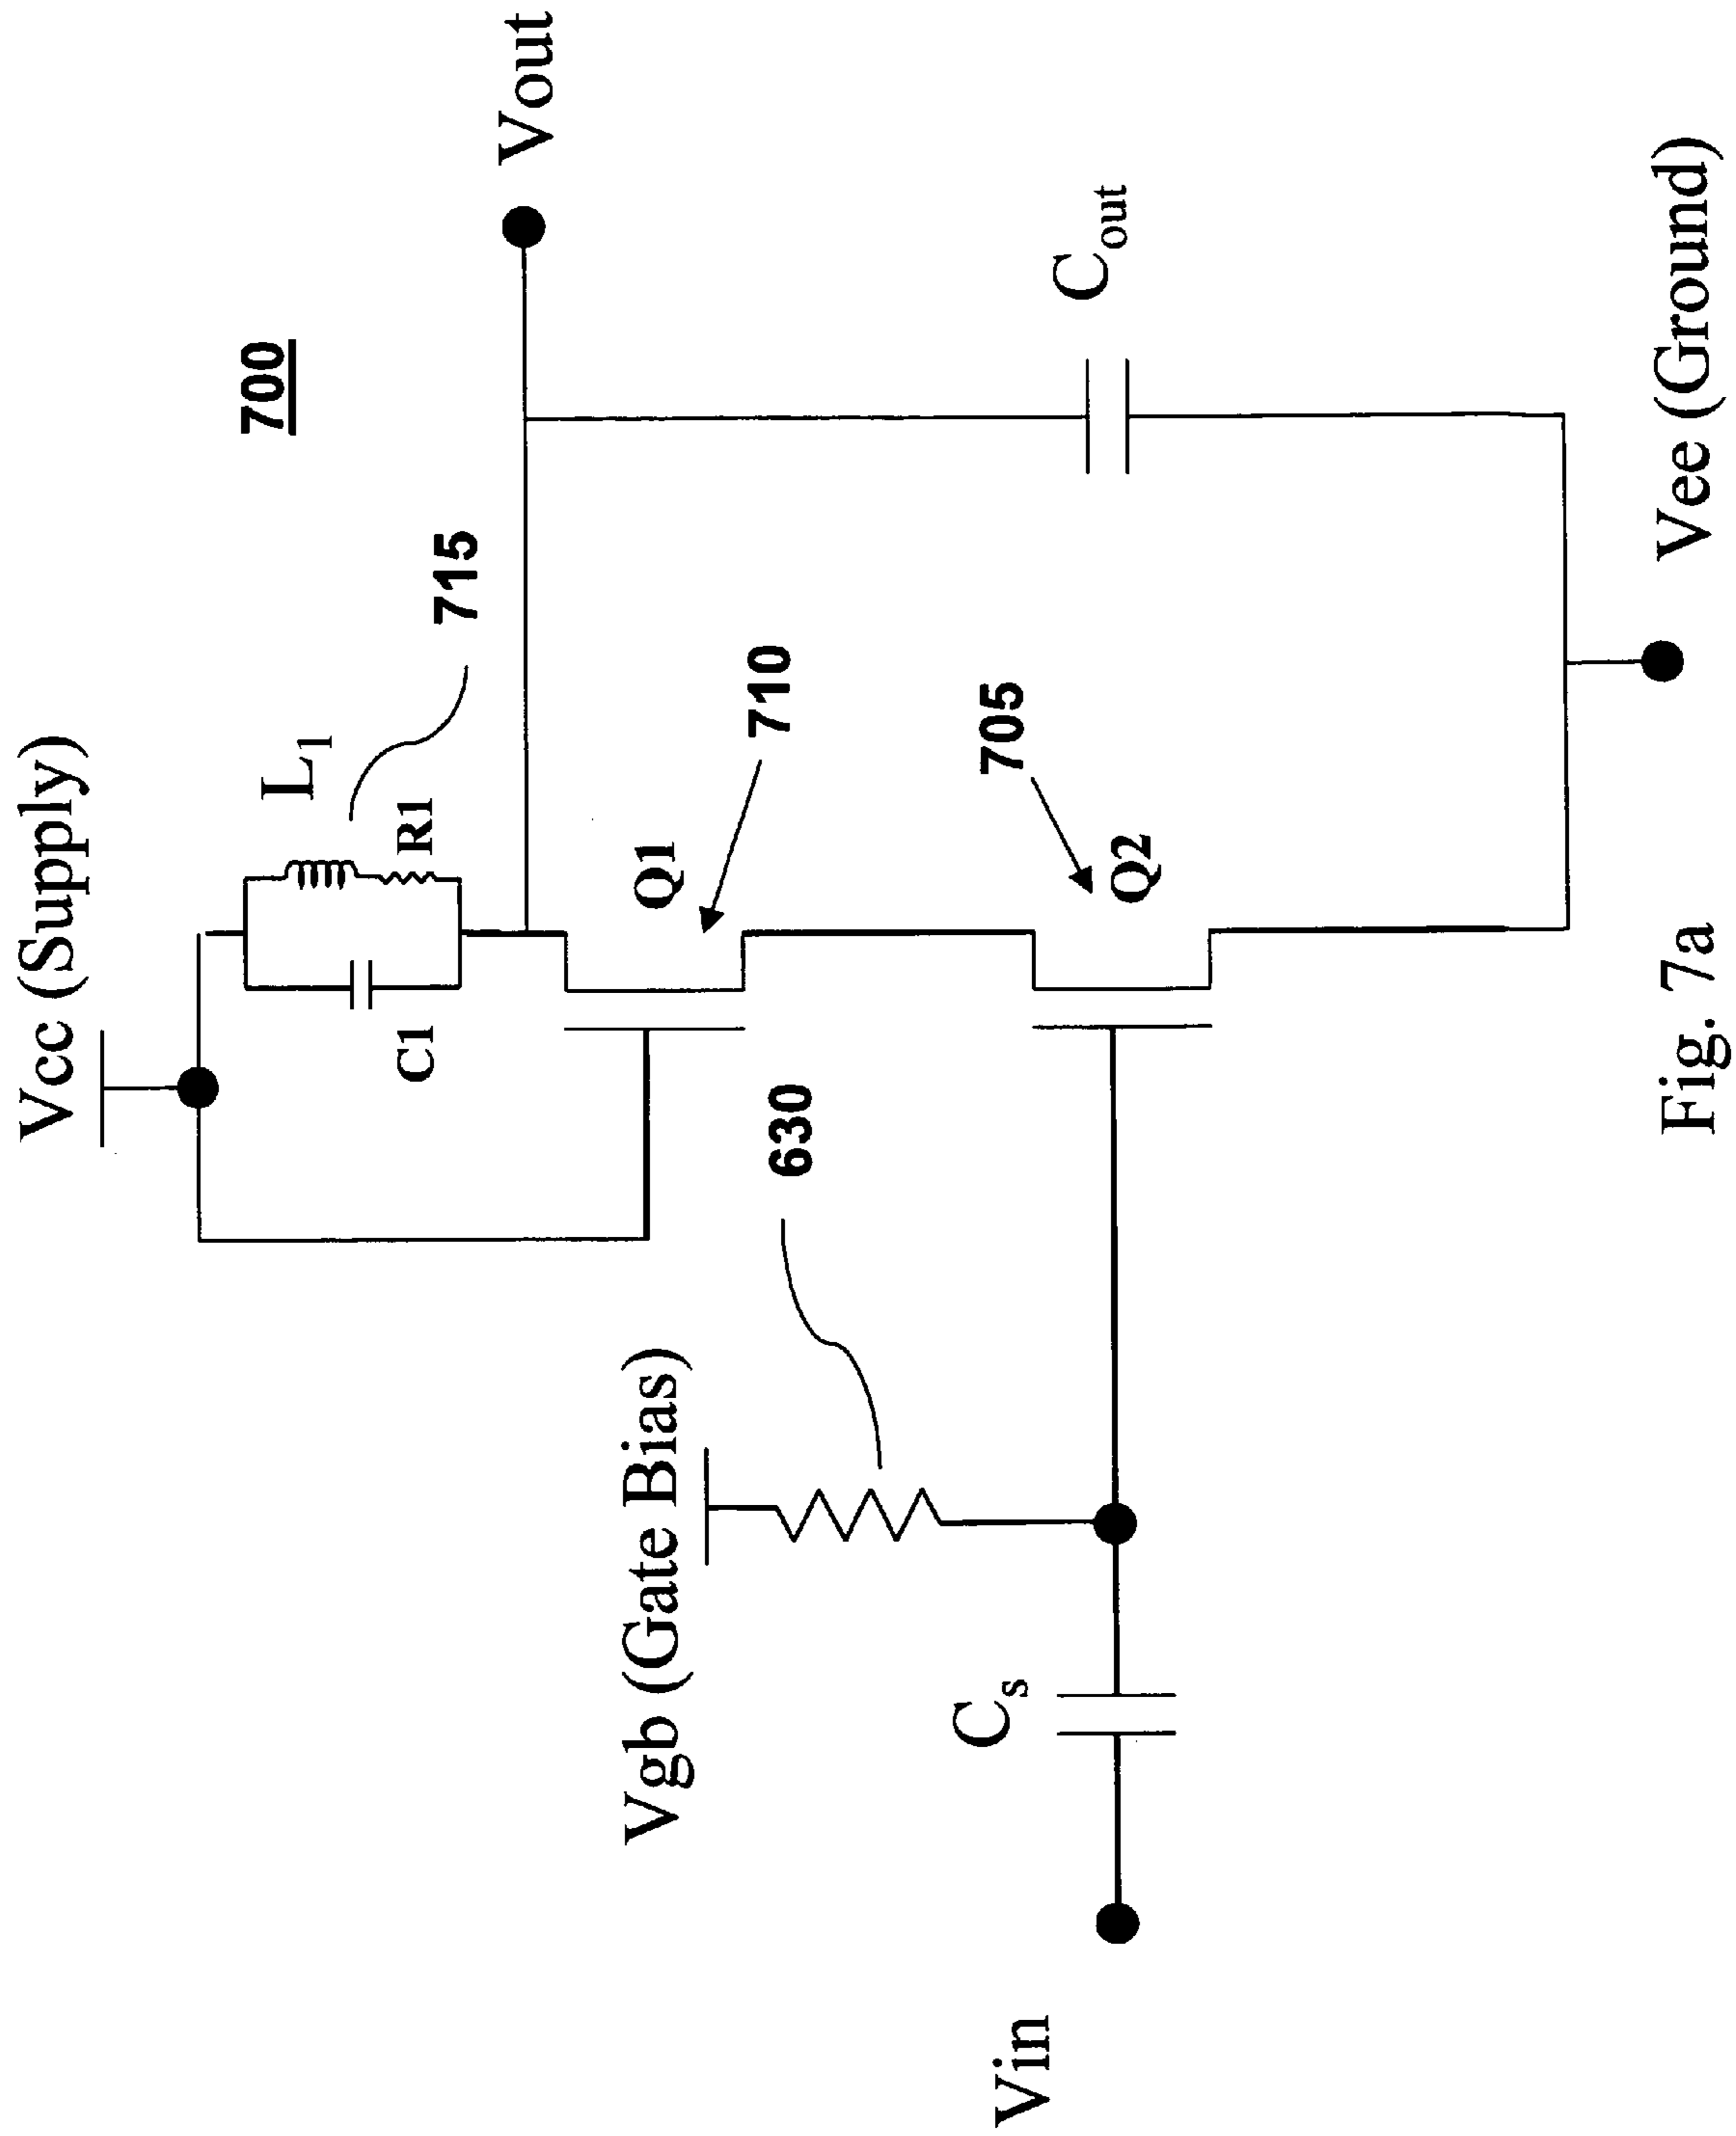 Vcc (Supply)
700
L1
715
Vout
C1
R1
Q1
710
Vgb (Gate Bias)
630
705
Q2
Cout
Cs
Vin
Vee (Ground)
Fig. 7a